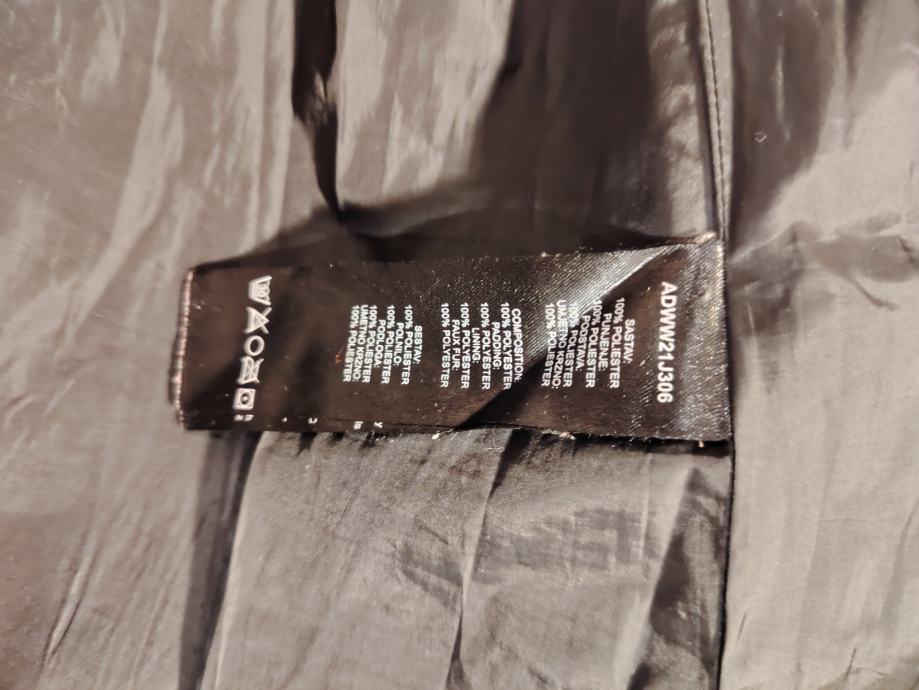 ADWW21J306
SASTAV:
100% POLIESTER
PUNJENJE:
100% POLIESTER
PODSTAVA:
100% POLIESTER
UMJETNO KRZNO:
100% POLIESTER
COMPOSITION:
100% POLYESTER
PADDING:
100% POLYESTER
LINING:
100% POLYESTER
FAUX FUR:
100% POLYESTER
SESTAV:
100% POLIESTER
POLNILO:
100% POLIESTER
PODLOGA:
100% POLIESTER
UMETNO KRZNO:
100% POLIESTER